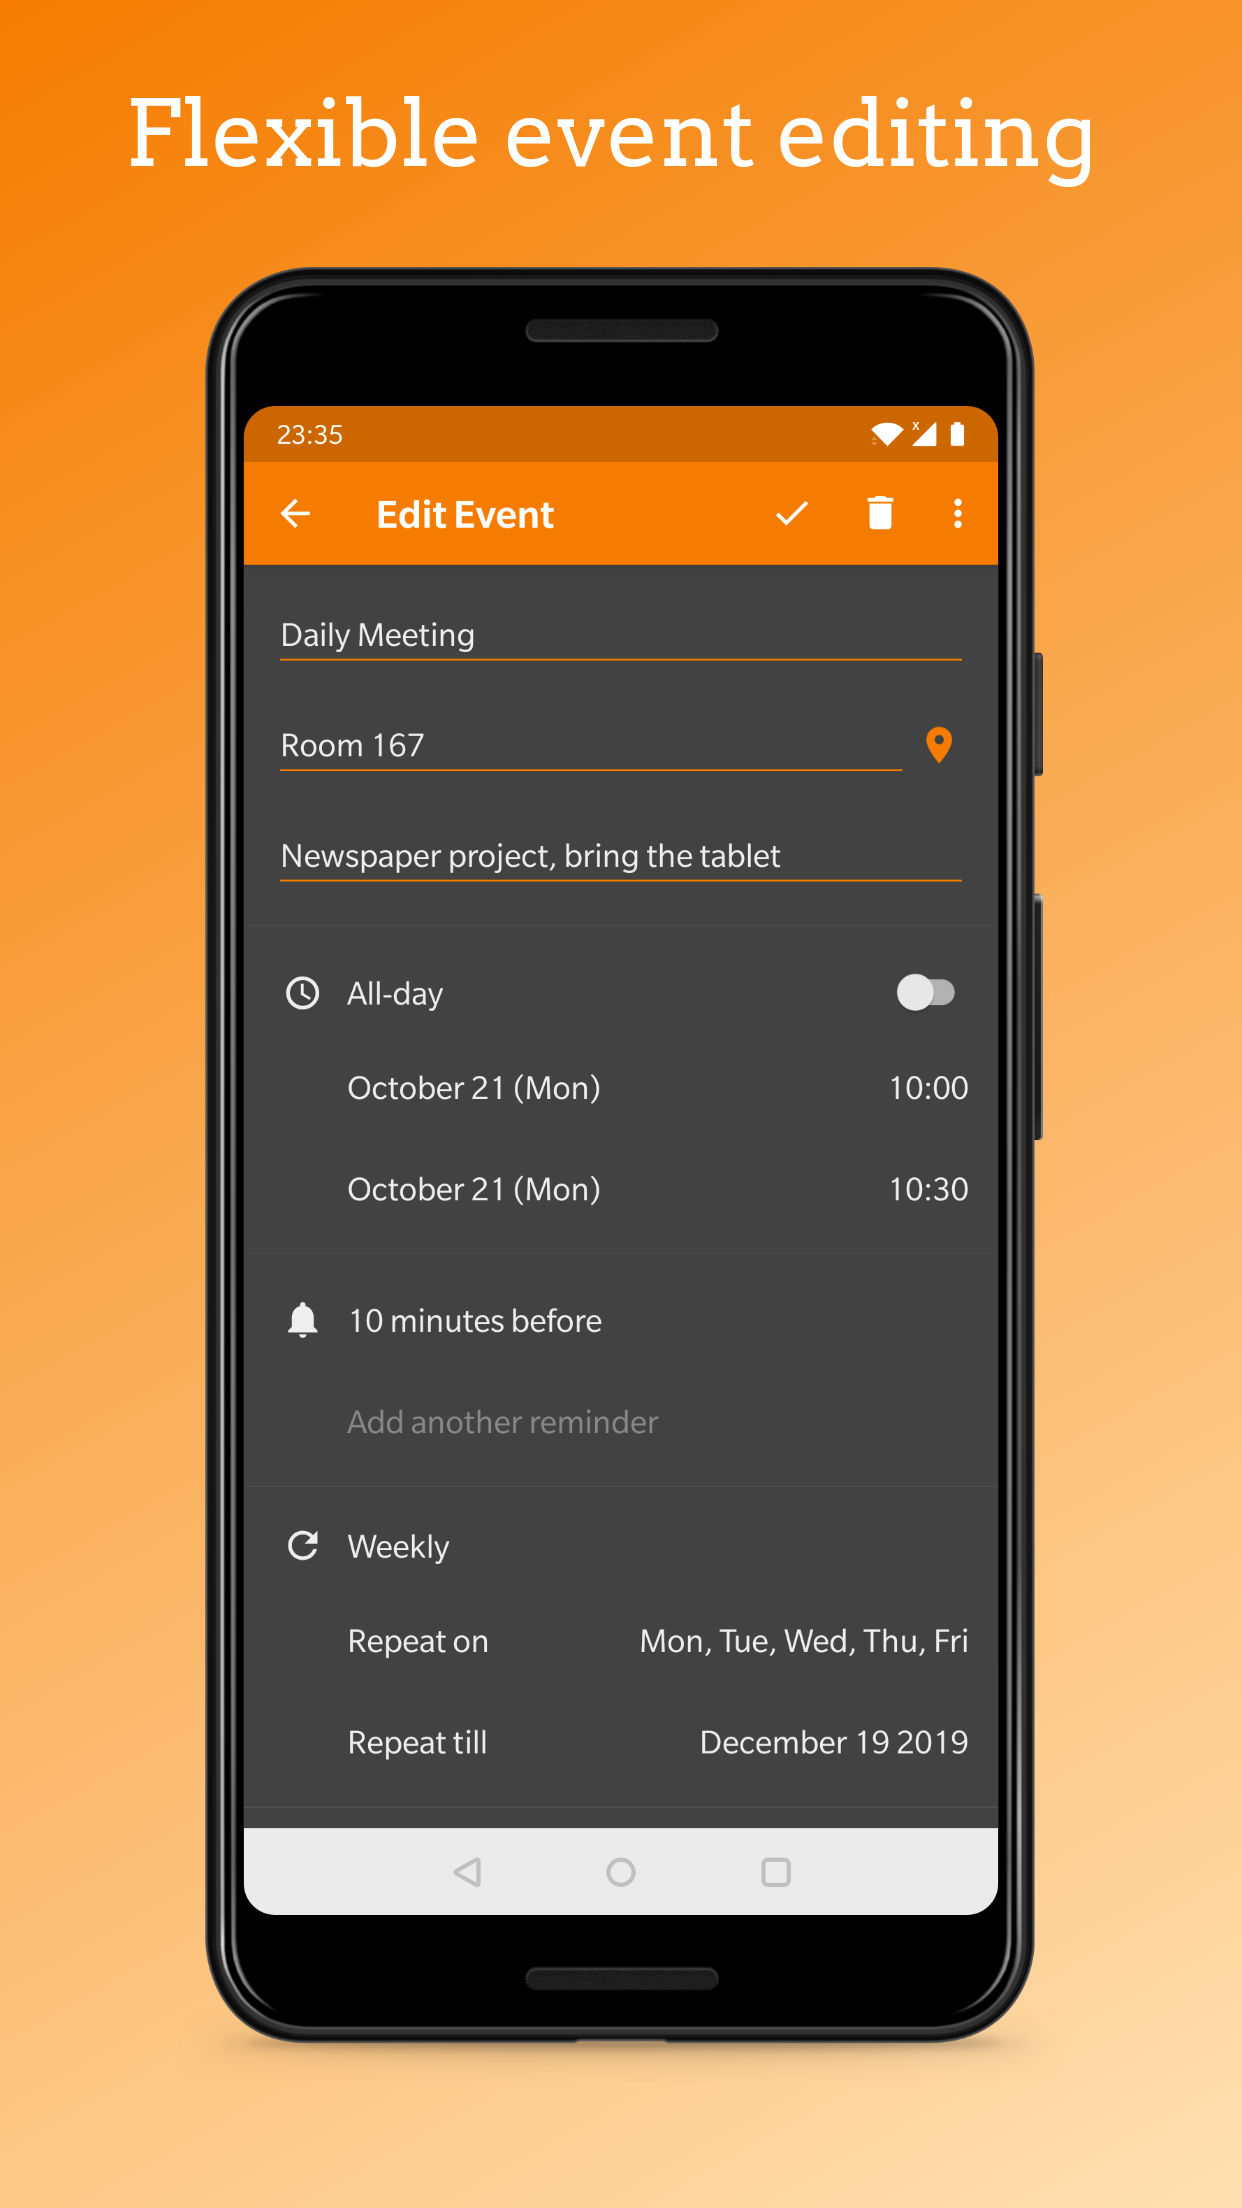 Flexible event editing
23:35
x
Edit Event
Daily Meeting
Room 167
Newspaper project, bring the tablet
All-day
October 21 (Mon) 10:00
October 21 (Mon) 10:30
10 minutes before
Add another reminder
Weekly
Repeat on Mon, Tue, Wed, Thu, Fri
Repeat till December 19 2019